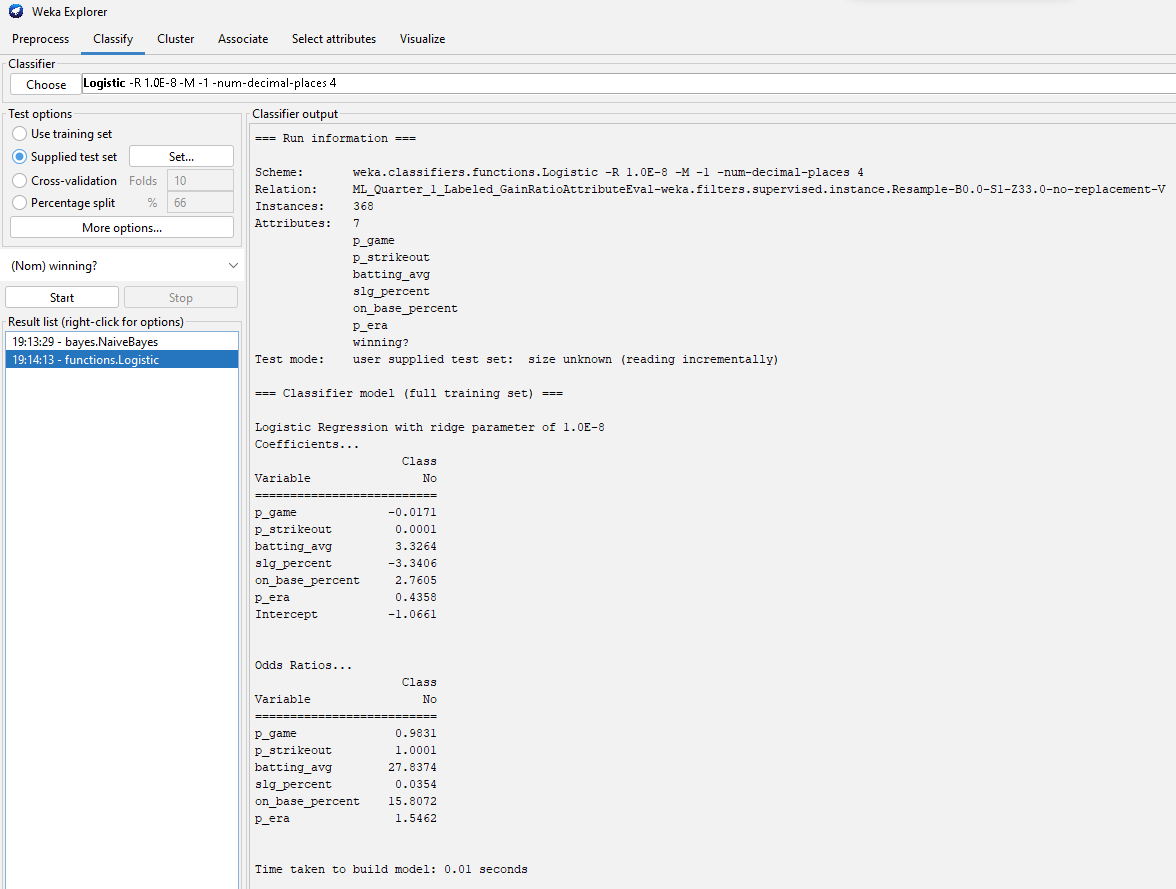 Weka Explorer
Preprocess Classify Cluster Associate Select attributes Visualize
Classifier
Choose Logistic -R 1.0E-8 -M -1 -num-decimal-places 4
Test options
Use training set
Supplied test set Set...
Cross-validation Folds 10
Percentage split % 66
More options...
(Nom) winning?
Start Stop
Result list (right-click for options)
19:13:29 - bayes.NaiveBayes
19:14:13 - functions.Logistic
Classifier output
=== Run information ===
Scheme: weka.classifiers.functions.Logistic -R 1.0E-8 -M -1 -num-decimal-places 4
Relation: ML_Quarter_1_Labeled_GainRatioAttributeEval-weka.filters.supervised.instance.Resample-B0.0-S1-Z33.0-no-replacement-V
Instances: 368
Attributes: 7
p_game
p_strikeout
batting_avg
slg_percent
on_base_percent
p_era
winning?
Test mode: user supplied test set: size unknown (reading incrementally)
=== Classifier model (full training set) ===
Logistic Regression with ridge parameter of 1.0E-8
Coefficients...
Class
Variable No
==========================
p_game -0.0171
p_strikeout 0.0001
batting_avg 3.3264
slg_percent -3.3406
on_base_percent 2.7605
p_era 0.4358
Intercept -1.0661
Odds Ratios...
Class
Variable No
==========================
p_game 0.9831
p_strikeout 1.0001
batting_avg 27.8374
slg_percent 0.0354
on_base_percent 15.8072
p_era 1.5462
Time taken to build model: 0.01 seconds